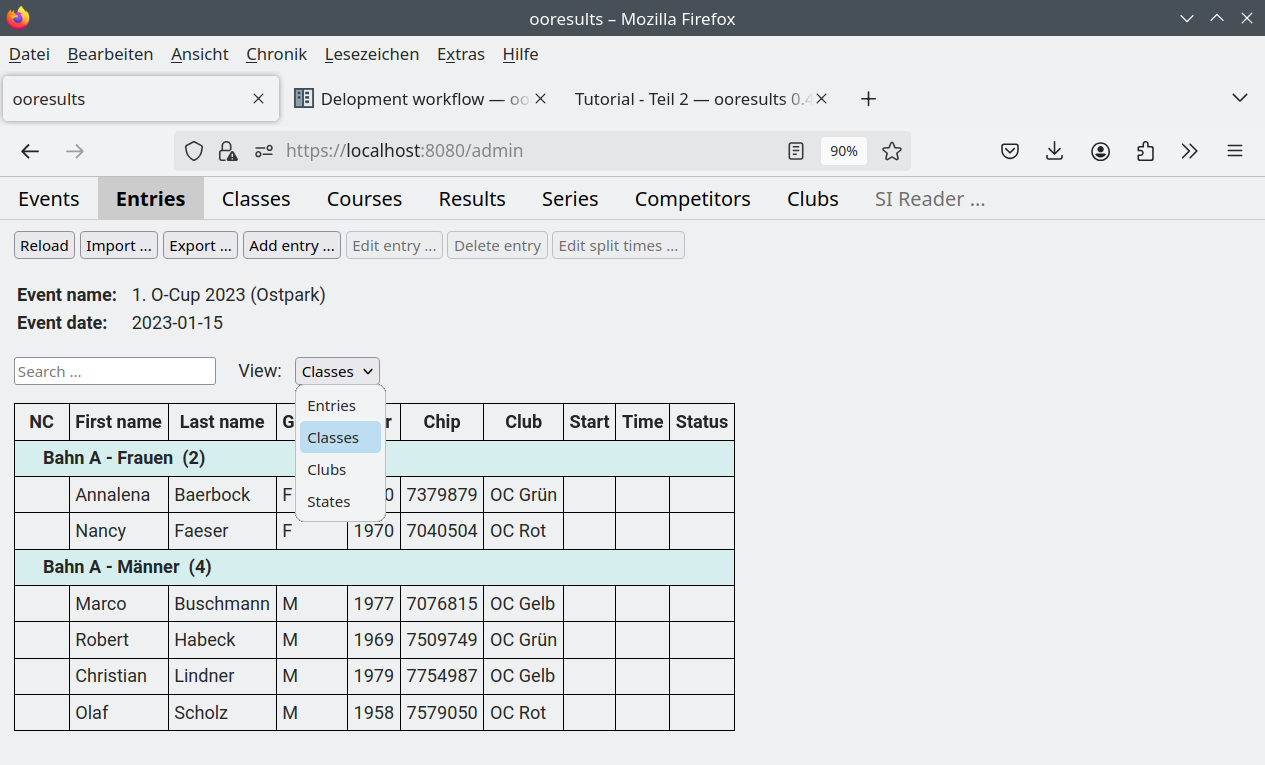 ooresults – Mozilla Firefox
Datei Bearbeiten Ansicht Chronik Lesezeichen Extras Hilfe
ooresults Delopment workflow — oo Tutorial - Teil 2 — ooresults 0.4
https://localhost:8080/admin 90%
Events Entries Classes Courses Results Series Competitors Clubs SI Reader ...
Reload Import ... Export ... Add entry ... Edit entry ... Delete entry Edit split times ...
Event name: 1. O-Cup 2023 (Ostpark)
Event date: 2023-01-15
Search ... View: Classes
Entries
Classes
Clubs
States
NC First name Last name G r Chip Club Start Time Status
Bahn A - Frauen (2)
Annalena Baerbock F 0 7379879 OC Grün
Nancy Faeser F 1970 7040504 OC Rot
Bahn A - Männer (4)
Marco Buschmann M 1977 7076815 OC Gelb
Robert Habeck M 1969 7509749 OC Grün
Christian Lindner M 1979 7754987 OC Gelb
Olaf Scholz M 1958 7579050 OC Rot